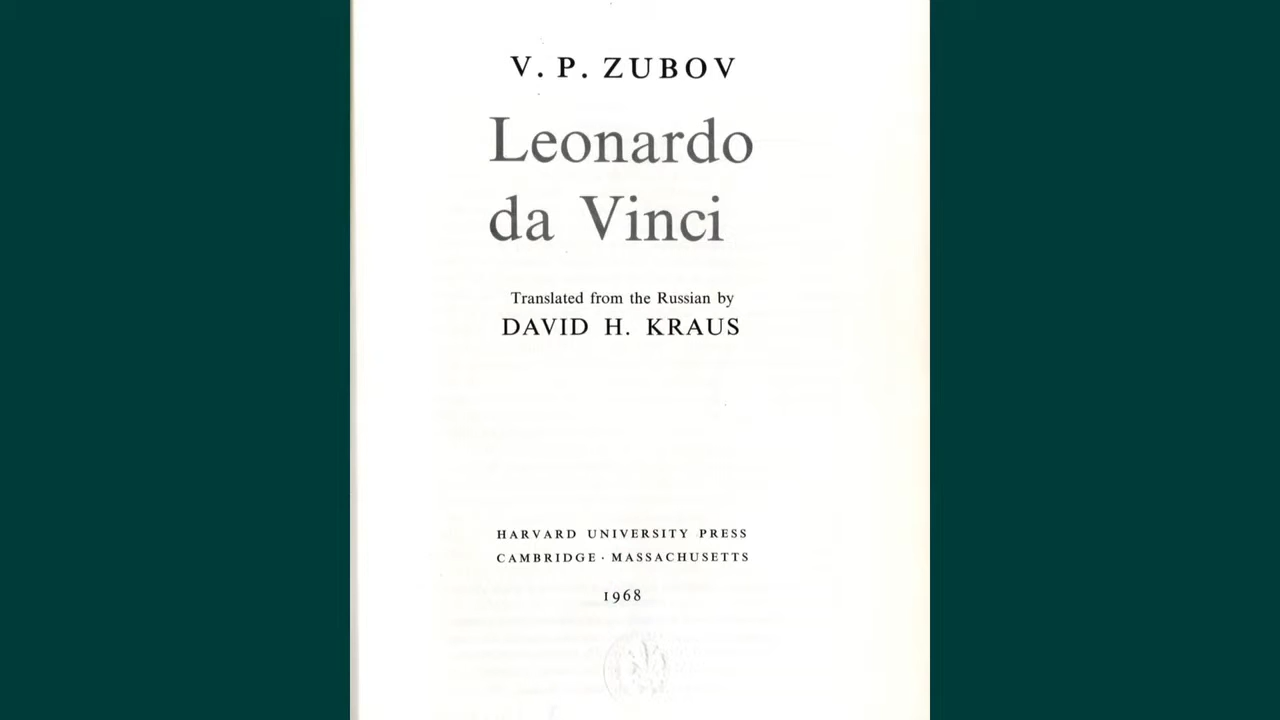 V. P. ZUBOV
Leonardo
da Vinci
Translated from the Russian by
DAVID H. KRAUS
HARVARD UNIVERSITY PRESS
CAMBRIDGE · MASSACHUSETTS
1968